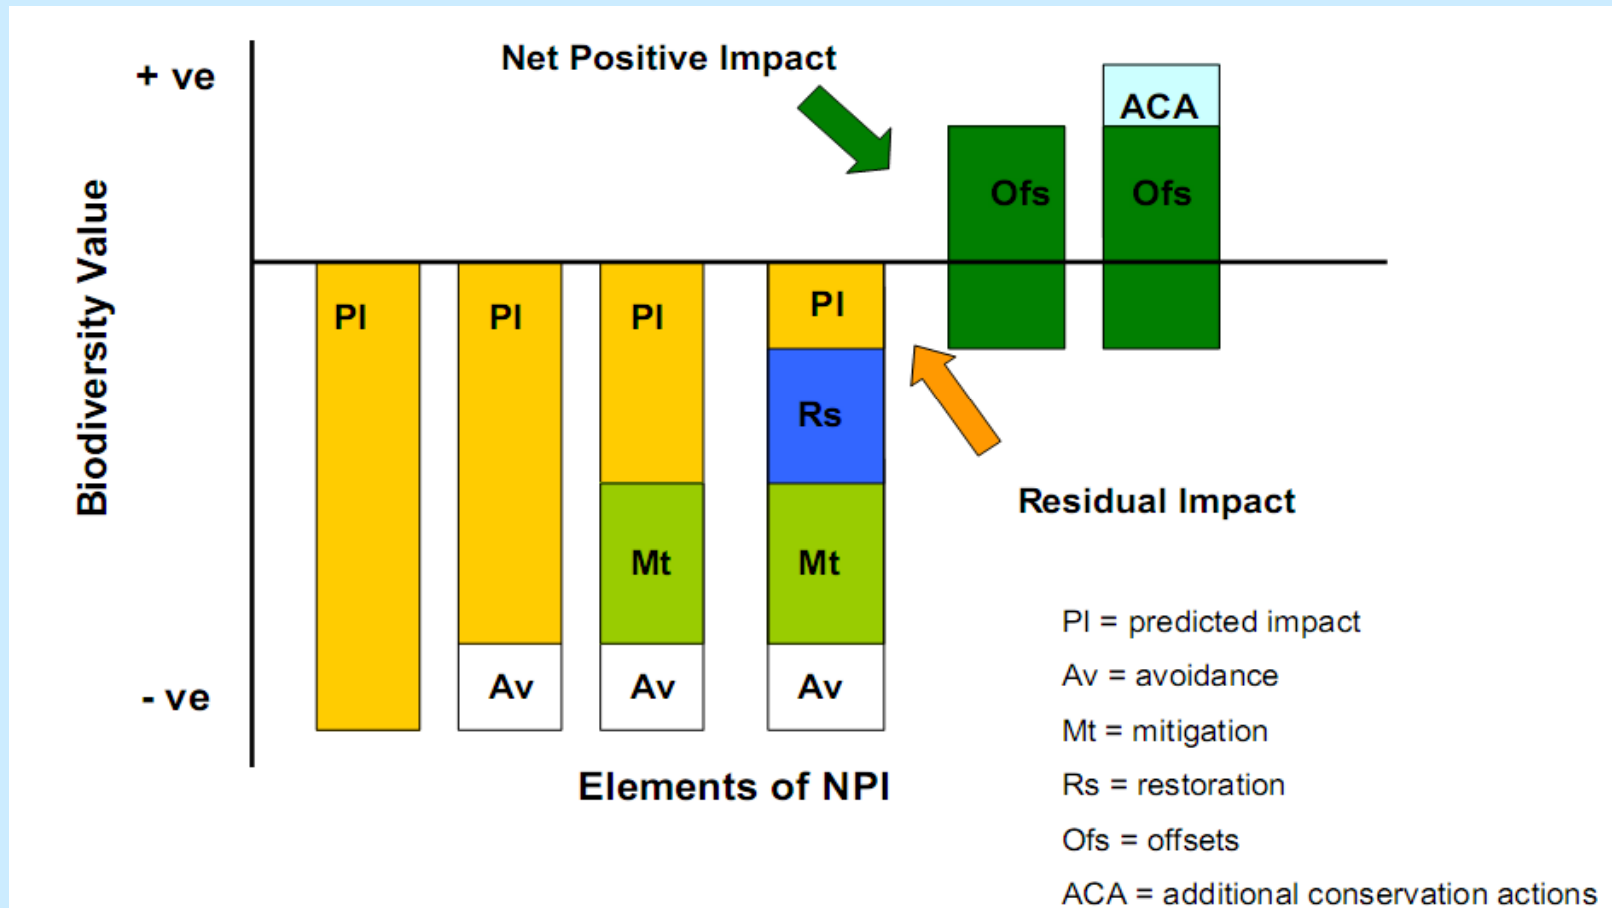 Net Positive Impact
+ ve
ACA
Ofs
Ofs
Biodiversity Value
PI
PI
PI
PI
Rs
Mt
Mt
Av
Av
Av
- ve
Residual Impact
Elements of NPI
PI = predicted impact
Av = avoidance
Mt = mitigation
Rs = restoration
Ofs = offsets
ACA = additional conservation actions